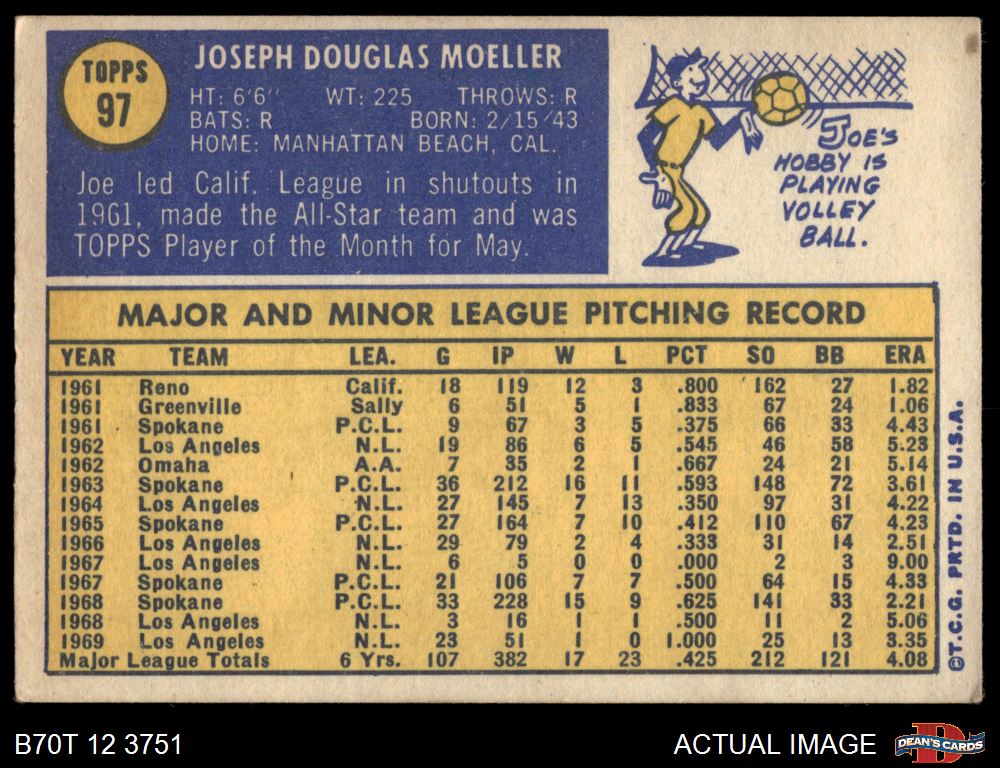 TOPPS
97
JOSEPH DOUGLAS MOELLER
HT: 6'6" WT: 225 THROWS: R
BATS: R BORN: 2/15/43
HOME: MANHATTAN BEACH, CAL.
Joe led Calif. League in shutouts in
1961, made the All-Star team and was
TOPPS Player of the Month for May.
JOE'S
HOBBY IS
PLAYING
VOLLEY
BALL.
MAJOR AND MINOR LEAGUE PITCHING RECORD
YEAR TEAM LEA. G IP W L PCT SO BB ERA
1961 Reno Calif. 18 119 12 3 .800 162 27 1.82
1961 Greenville Sally 6 51 5 1 .833 67 24 1.06
1961 Spokane P.C.L. 9 67 3 5 .375 66 33 4.43
1962 Los Angeles N.L. 19 86 6 5 .545 46 58 5.23
1962 Omaha A.A. 7 35 2 1 .667 24 21 5.14
1963 Spokane P.C.L. 36 212 16 11 .593 148 72 3.61
1964 Los Angeles N.L. 27 145 7 13 .350 97 31 4.22
1965 Spokane P.C.L. 27 164 7 10 .412 110 67 4.23
1966 Los Angeles N.L. 29 79 2 4 .333 31 14 2.51
1967 Los Angeles N.L. 6 5 0 0 .000 2 3 9.00
1967 Spokane P.C.L. 21 106 7 7 .500 64 15 4.33
1968 Spokane P.C.L. 33 228 15 9 .625 141 33 2.21
1968 Los Angeles N.L. 3 16 1 1 .500 11 2 5.06
1969 Los Angeles N.L. 23 51 1 0 1.000 25 13 3.35
Major League Totals 6 Yrs. 107 382 17 23 .425 212 121 4.08
©T.C.G. PRTD. IN U.S.A.
B70T 12 3751
ACTUAL IMAGE
DEAN'S CARDS